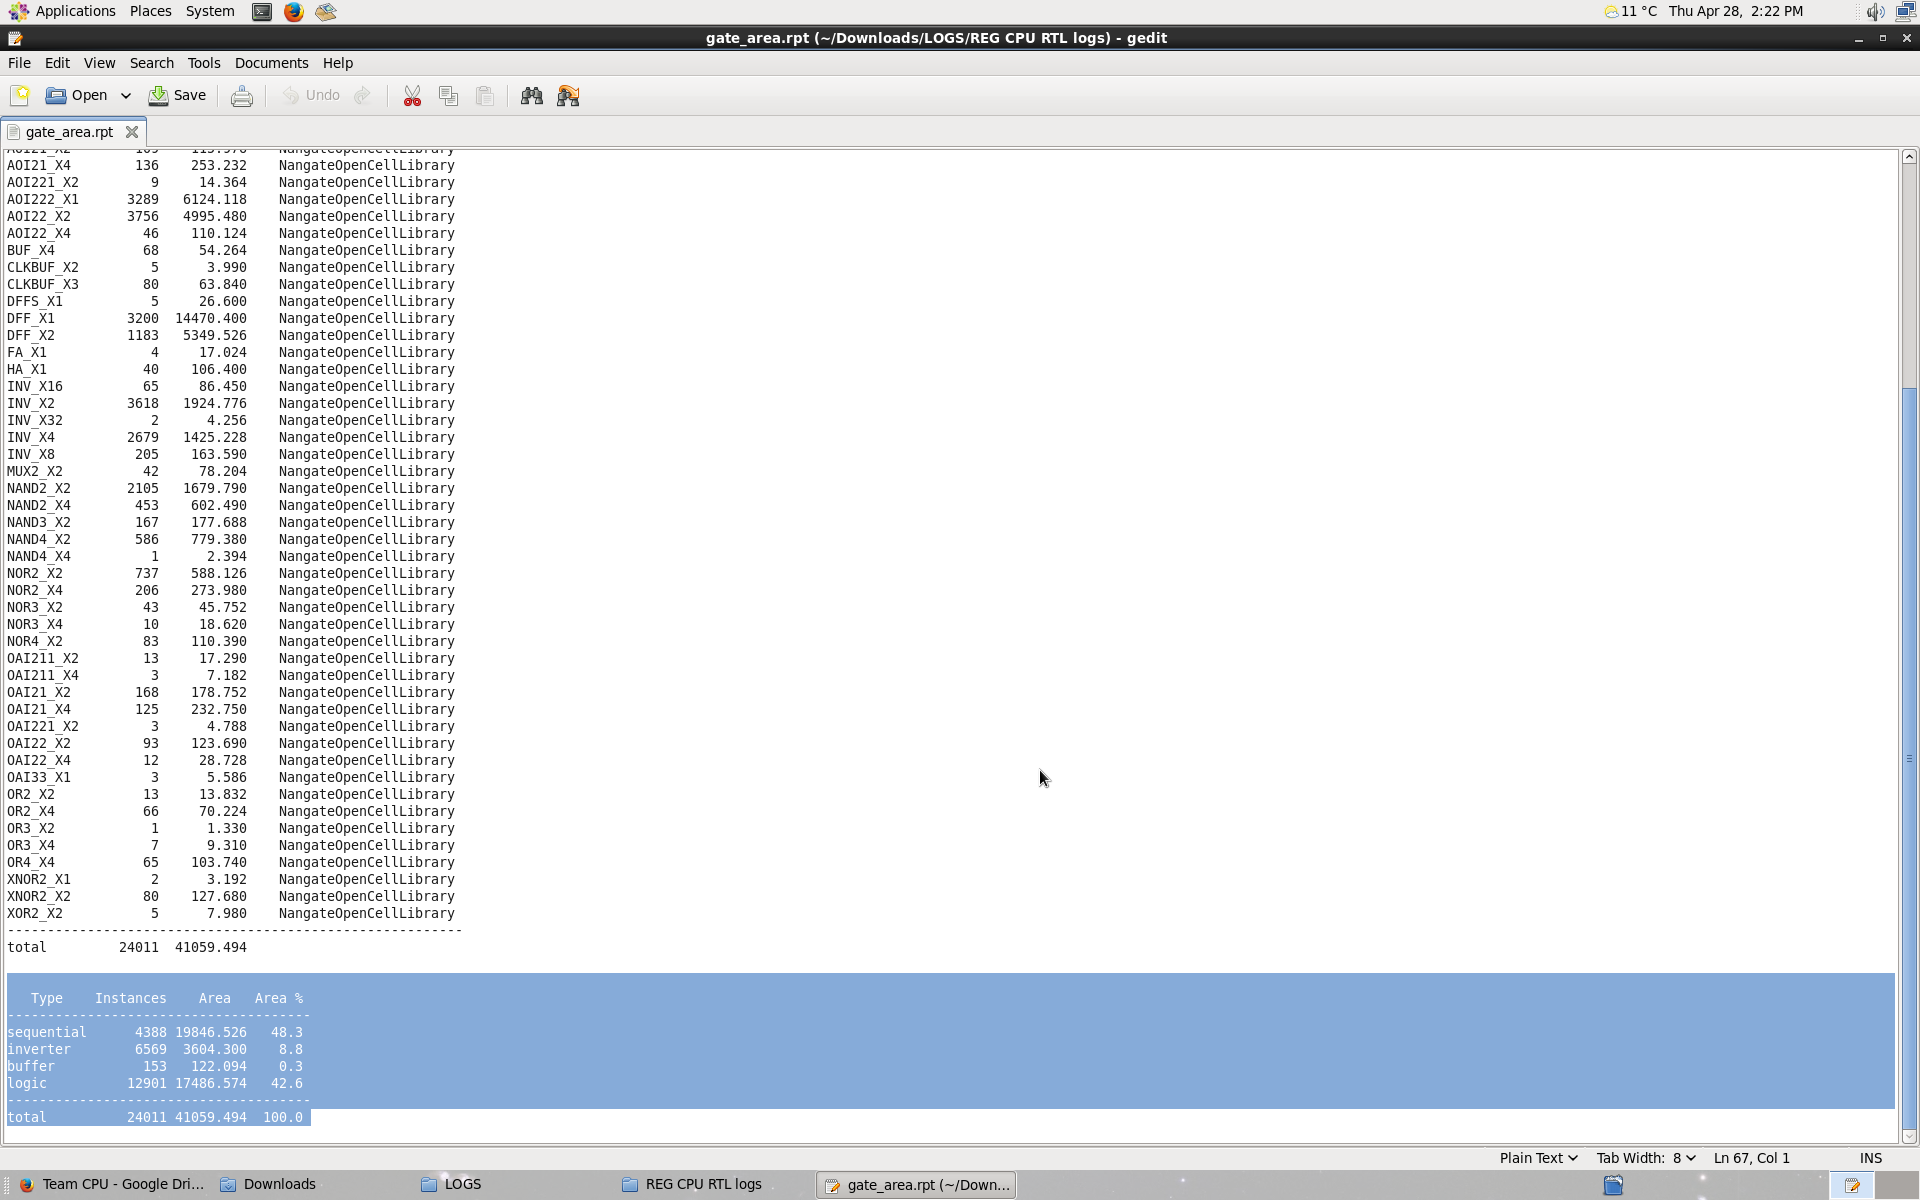 Applications Places System 11 °C Thu Apr 28, 2:22 PM
gate_area.rpt (~/Downloads/LOGS/REG CPU RTL logs) - gedit
File Edit View Search Tools Documents Help
Open Save Undo
gate_area.rpt
AOI21_X4 136 253.232 NangateOpenCellLibrary
AOI221_X2 9 14.364 NangateOpenCellLibrary
AOI222_X1 3289 6124.118 NangateOpenCellLibrary
AOI22_X2 3756 4995.480 NangateOpenCellLibrary
AOI22_X4 46 110.124 NangateOpenCellLibrary
BUF_X4 68 54.264 NangateOpenCellLibrary
CLKBUF_X2 5 3.990 NangateOpenCellLibrary
CLKBUF_X3 80 63.840 NangateOpenCellLibrary
DFFS_X1 5 26.600 NangateOpenCellLibrary
DFF_X1 3200 14470.400 NangateOpenCellLibrary
DFF_X2 1183 5349.526 NangateOpenCellLibrary
FA_X1 4 17.024 NangateOpenCellLibrary
HA_X1 40 106.400 NangateOpenCellLibrary
INV_X16 65 86.450 NangateOpenCellLibrary
INV_X2 3618 1924.776 NangateOpenCellLibrary
INV_X32 2 4.256 NangateOpenCellLibrary
INV_X4 2679 1425.228 NangateOpenCellLibrary
INV_X8 205 163.590 NangateOpenCellLibrary
MUX2_X2 42 78.204 NangateOpenCellLibrary
NAND2_X2 2105 1679.790 NangateOpenCellLibrary
NAND2_X4 453 602.490 NangateOpenCellLibrary
NAND3_X2 167 177.688 NangateOpenCellLibrary
NAND4_X2 586 779.380 NangateOpenCellLibrary
NAND4_X4 1 2.394 NangateOpenCellLibrary
NOR2_X2 737 588.126 NangateOpenCellLibrary
NOR2_X4 206 273.980 NangateOpenCellLibrary
NOR3_X2 43 45.752 NangateOpenCellLibrary
NOR3_X4 10 18.620 NangateOpenCellLibrary
NOR4_X2 83 110.390 NangateOpenCellLibrary
OAI211_X2 13 17.290 NangateOpenCellLibrary
OAI211_X4 3 7.182 NangateOpenCellLibrary
OAI21_X2 168 178.752 NangateOpenCellLibrary
OAI21_X4 125 232.750 NangateOpenCellLibrary
OAI221_X2 3 4.788 NangateOpenCellLibrary
OAI22_X2 93 123.690 NangateOpenCellLibrary
OAI22_X4 12 28.728 NangateOpenCellLibrary
OAI33_X1 3 5.586 NangateOpenCellLibrary
OR2_X2 13 13.832 NangateOpenCellLibrary
OR2_X4 66 70.224 NangateOpenCellLibrary
OR3_X2 1 1.330 NangateOpenCellLibrary
OR3_X4 7 9.310 NangateOpenCellLibrary
OR4_X4 65 103.740 NangateOpenCellLibrary
XNOR2_X1 2 3.192 NangateOpenCellLibrary
XNOR2_X2 80 127.680 NangateOpenCellLibrary
XOR2_X2 5 7.980 NangateOpenCellLibrary
---------------------------------------------------------
total 24011 41059.494
Type Instances Area Area %
--------------------------------------
sequential 4388 19846.526 48.3
inverter 6569 3604.300 8.8
buffer 153 122.094 0.3
logic 12901 17486.574 42.6
--------------------------------------
total 24011 41059.494 100.0
Plain Text Tab Width: 8 Ln 67, Col 1 INS
Team CPU - Google Dri... Downloads LOGS REG CPU RTL logs gate_area.rpt (~/Down...